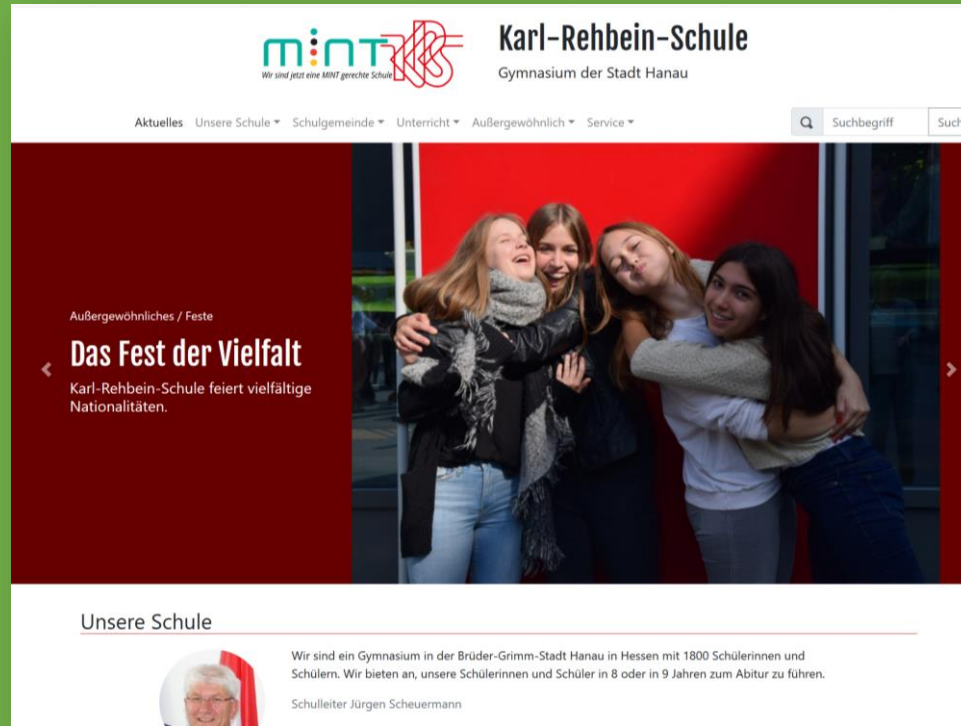 mint
KRS
Wir sind jetzt eine MINT gerechte Schule
Karl-Rehbein-Schule
Gymnasium der Stadt Hanau
Aktuelles Unsere Schule Schulgemeinde Unterricht Außergewöhnlich Service Suchbegriff Such
Außergewöhnliches / Feste
Das Fest der Vielfalt
Karl-Rehbein-Schule feiert vielfältige
Nationalitäten.
Unsere Schule
Wir sind ein Gymnasium in der Brüder-Grimm-Stadt Hanau in Hessen mit 1800 Schülerinnen und
Schülern. Wir bieten an, unsere Schülerinnen und Schüler in 8 oder in 9 Jahren zum Abitur zu führen.
Schulleiter Jürgen Scheuermann